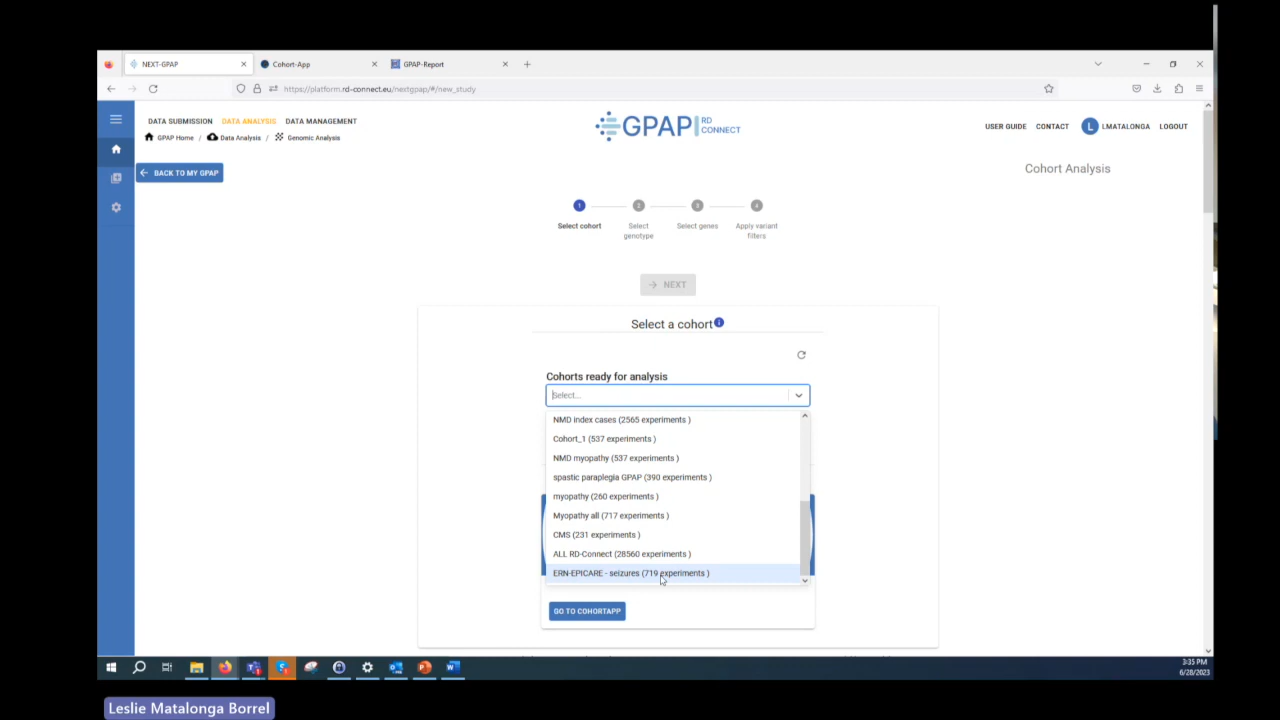 NEXT-GPAP
Cohort-App
GPAP-Report
https://platform.rd-connect.eu/nextgpap/#/new_study
DATA SUBMISSION DATA ANALYSIS DATA MANAGEMENT
GPAP Home / Data Analysis / Genomic Analysis
GPAP RD CONNECT
USER GUIDE CONTACT L LMATALONGA LOGOUT
BACK TO MY GPAP
Cohort Analysis
1 2 3 4
Select cohort
Select genotype
Select genes
Apply variant filters
NEXT
Select a cohort
Cohorts ready for analysis
Select...
NMD index cases (2565 experiments )
Cohort_1 (537 experiments )
NMD myopathy (537 experiments )
spastic paraplegia GPAP (390 experiments )
myopathy (260 experiments )
Myopathy all (717 experiments )
CMS (231 experiments )
ALL RD-Connect (28560 experiments )
ERN-EPICARE - seizures (719 experiments )
GO TO COHORTAPP
3:35 PM
6/28/2023
Leslie Matalonga Borrel